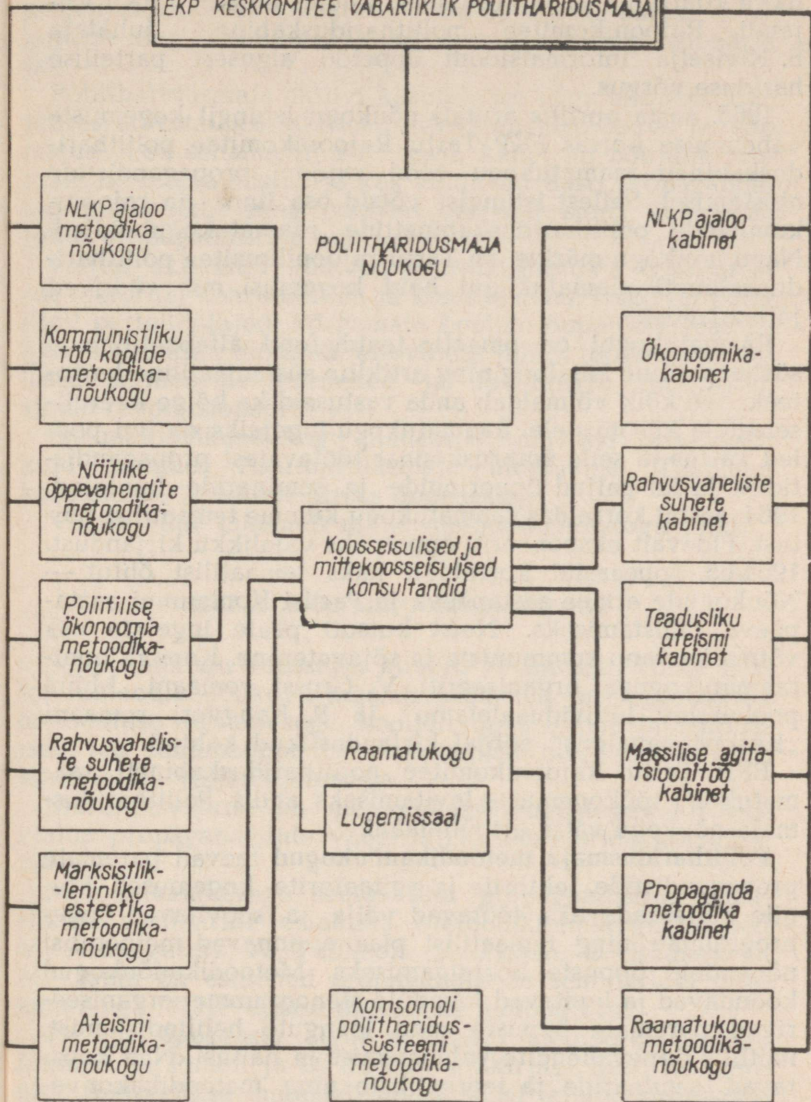 EKP KESKKOMITEE VABARIIKLIK POLIITHARIDUSMAJA
NLKP ajaloo
metoodika-
nõukogu
Kommunistliku
töö koolide
metoodika-
nõukogu
Näitlike
õppevahendite
metoodika-
nõukogu
Poliitilise
ökonoomia
metoodika-
nõukogu
Rahvusvahelis-
te suhete
metoodika-
nõukogu
Marksistlik-
-leninliku
esteetika
metoodika-
nõukogu
Ateismi
metoodika-
nõukogu
POLIITHARIDUSMAJA
NÕUKOGU
Koosseisulised ja
mittekoosseisulised
konsultandid
Raamatukogu
Lugemissaal
Komsomoli
poliitharidus-
süsteemi
metoodika-
nõukogu
NLKP ajaloo
kabinet
Ökonoomika-
kabinet
Rahvusvaheliste
suhete
kabinet
Teadusliku
ateismi
kabinet
Massilise agita-
tsioonitöö
kabinet
Propaganda
metoodika
kabinet
Raamatukogu
metoodika-
nõukogu